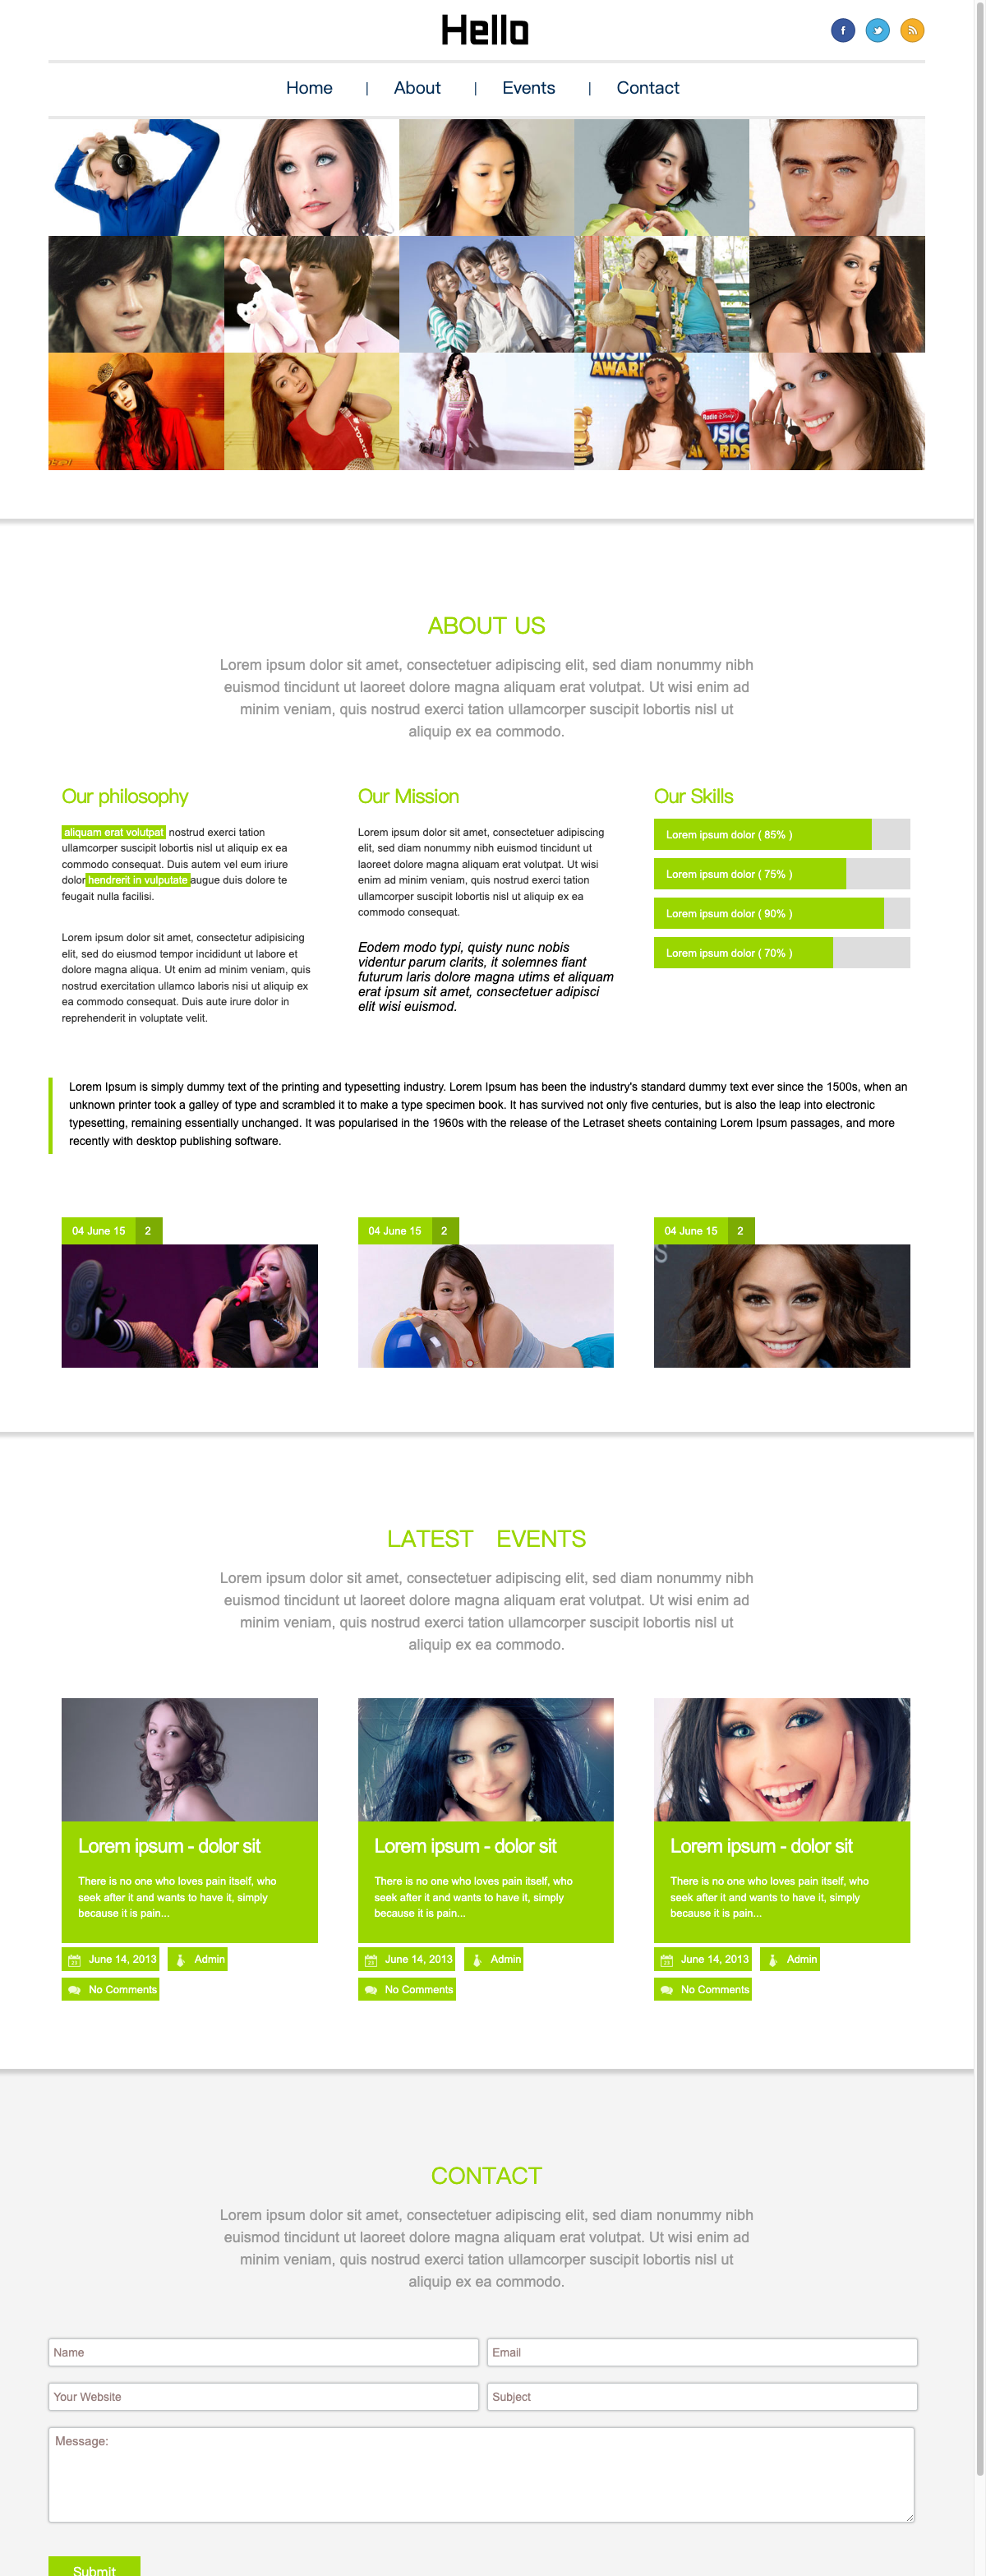 Hello
Home | About | Events | Contact
MUSIC
AWARDS
Radio Disney
MUSIC
AWARDS
ABOUT US
Lorem ipsum dolor sit amet, consectetuer adipiscing elit, sed diam nonummy nibh
euismod tincidunt ut laoreet dolore magna aliquam erat volutpat. Ut wisi enim ad
minim veniam, quis nostrud exerci tation ullamcorper suscipit lobortis nisl ut
aliquip ex ea commodo.
Our philosophy
aliquam erat volutpat nostrud exerci tation
ullamcorper suscipit lobortis nisl ut aliquip ex ea
commodo consequat. Duis autem vel eum iriure
dolor hendrerit in vulputate augue duis dolore te
feugait nulla facilisi.
Lorem ipsum dolor sit amet, consectetur adipisicing
elit, sed do eiusmod tempor incididunt ut labore et
dolore magna aliqua. Ut enim ad minim veniam, quis
nostrud exercitation ullamco laboris nisi ut aliquip ex
ea commodo consequat. Duis aute irure dolor in
reprehenderit in voluptate velit.
Our Mission
Lorem ipsum dolor sit amet, consectetuer adipiscing
elit, sed diam nonummy nibh euismod tincidunt ut
laoreet dolore magna aliquam erat volutpat. Ut wisi
enim ad minim veniam, quis nostrud exerci tation
ullamcorper suscipit lobortis nisl ut aliquip ex ea
commodo consequat.
Eodem modo typi, quisty nunc nobis
videntur parum clarits, it solemnes fiant
futurum laris dolore magna utims et aliquam
erat ipsum sit amet, consectetuer adipisci
elit wisi euismod.
Our Skills
Lorem ipsum dolor ( 85% )
Lorem ipsum dolor ( 75% )
Lorem ipsum dolor ( 90% )
Lorem ipsum dolor ( 70% )
Lorem Ipsum is simply dummy text of the printing and typesetting industry. Lorem Ipsum has been the industry's standard dummy text ever since the 1500s, when an
unknown printer took a galley of type and scrambled it to make a type specimen book. It has survived not only five centuries, but is also the leap into electronic
typesetting, remaining essentially unchanged. It was popularised in the 1960s with the release of the Letraset sheets containing Lorem Ipsum passages, and more
recently with desktop publishing software.
04 June 15 2
04 June 15 2
04 June 15 2
LATEST EVENTS
Lorem ipsum dolor sit amet, consectetuer adipiscing elit, sed diam nonummy nibh
euismod tincidunt ut laoreet dolore magna aliquam erat volutpat. Ut wisi enim ad
minim veniam, quis nostrud exerci tation ullamcorper suscipit lobortis nisl ut
aliquip ex ea commodo.
Lorem ipsum - dolor sit
There is no one who loves pain itself, who
seek after it and wants to have it, simply
because it is pain...
June 14, 2013 Admin
No Comments
Lorem ipsum - dolor sit
There is no one who loves pain itself, who
seek after it and wants to have it, simply
because it is pain...
June 14, 2013 Admin
No Comments
Lorem ipsum - dolor sit
There is no one who loves pain itself, who
seek after it and wants to have it, simply
because it is pain...
June 14, 2013 Admin
No Comments
CONTACT
Lorem ipsum dolor sit amet, consectetuer adipiscing elit, sed diam nonummy nibh
euismod tincidunt ut laoreet dolore magna aliquam erat volutpat. Ut wisi enim ad
minim veniam, quis nostrud exerci tation ullamcorper suscipit lobortis nisl ut
aliquip ex ea commodo.
Name
Email
Your Website
Subject
Message:
Submit